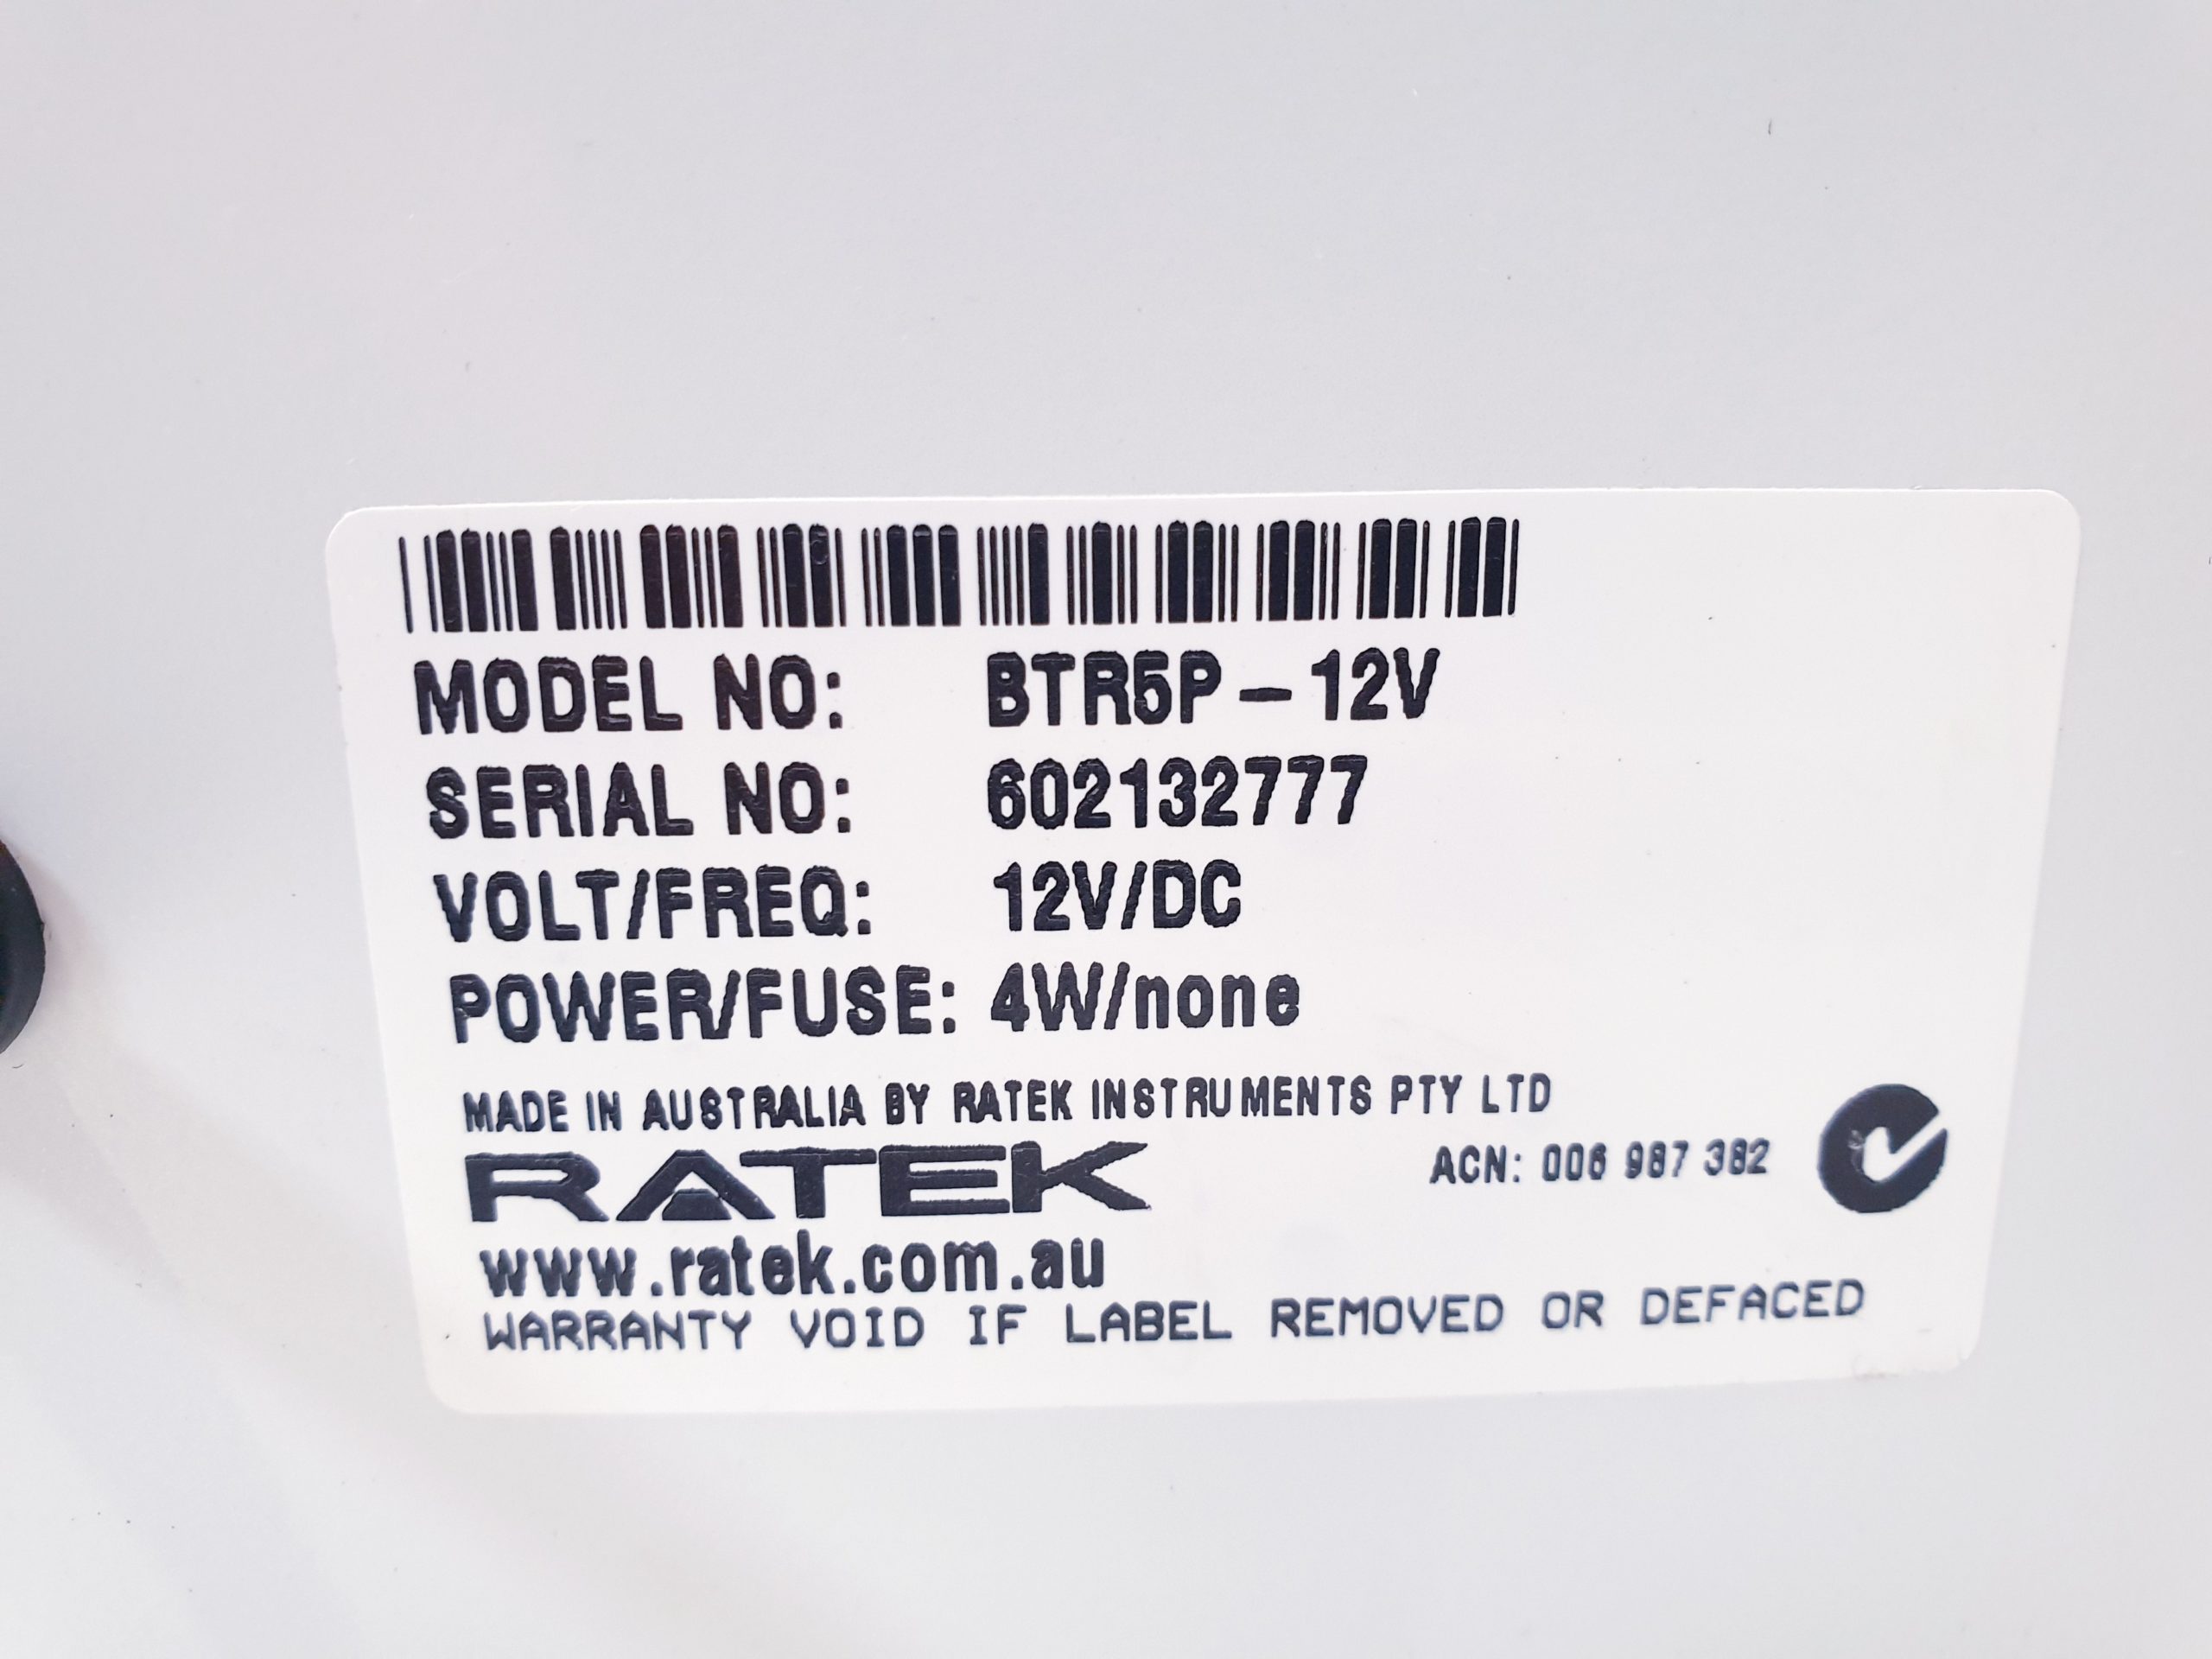 MODEL NO: BTR5P-12V
SERIAL NO: 602132777
VOLT/FREQ: 12V/DC
POWER/FUSE: 4W/none
MADE IN AUSTRALIA BY RATEK INSTRUMENTS PTY LTD
RATEK
ACN: 006 987 382
www.ratek.com.au
WARRANTY VOID IF LABEL REMOVED OR DEFACED